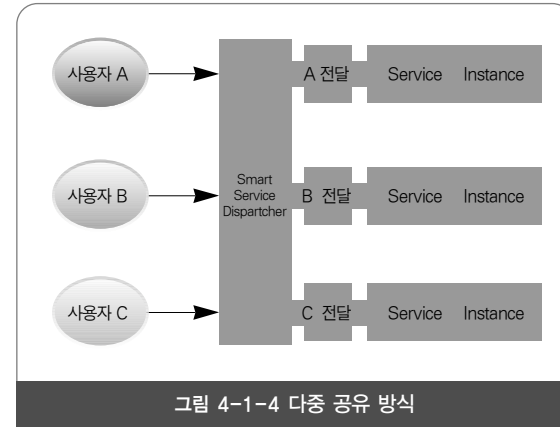 사용자 A
A 전달
Service Instance
사용자 B
Smart
Service
Dispartcher
B 전달
Service Instance
사용자 C
C 전달
Service Instance
그림 4-1-4 다중 공유 방식